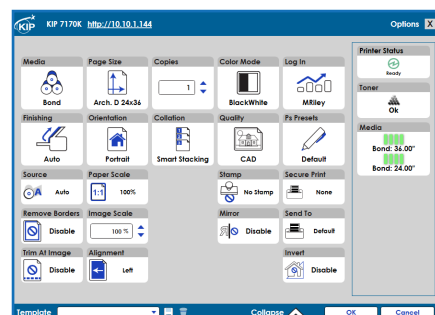 KIP
KIP 7170K http://10.10.1.144
Options X
Media
Page Size
Copies
Color Mode
Log In
Bond
Arch. D 24x36
1
BlackWhite
MRiley
Finishing
Orientation
Collation
Quality
Ps Presets
Auto
Portrait
Smart Stacking
CAD
Default
Source
Paper Scale
Stamp
Secure Print
A
Auto
1:1
100%
No Stamp
None
Remove Borders
Image Scale
Mirror
Send To
Disable
100 %
Disable
Default
Trim At Image
Alignment
Invert
Disable
Left
Disable
Printer Status
Ready
Toner
Ok
Media
Bond: 36.00"
Bond: 24.00"
Template
Collapse
OK
Cancel